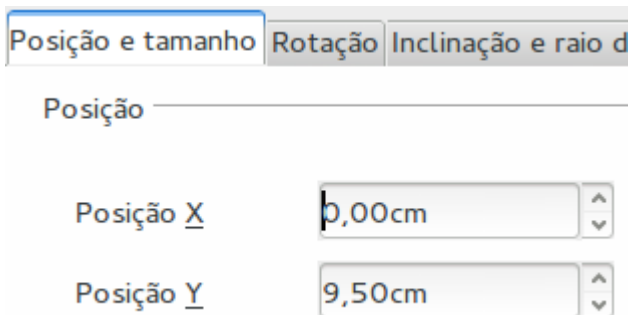 Posição e tamanho Rotação Inclinação e raio d
Posição
Posição X 0,00cm
Posição Y 9,50cm